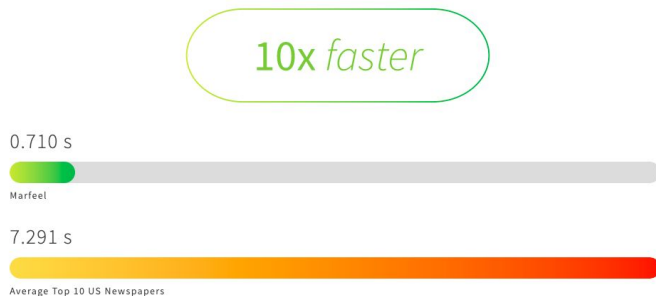 10x faster
0.710 s
Marfeel
7.291 s
Average Top 10 US Newspapers